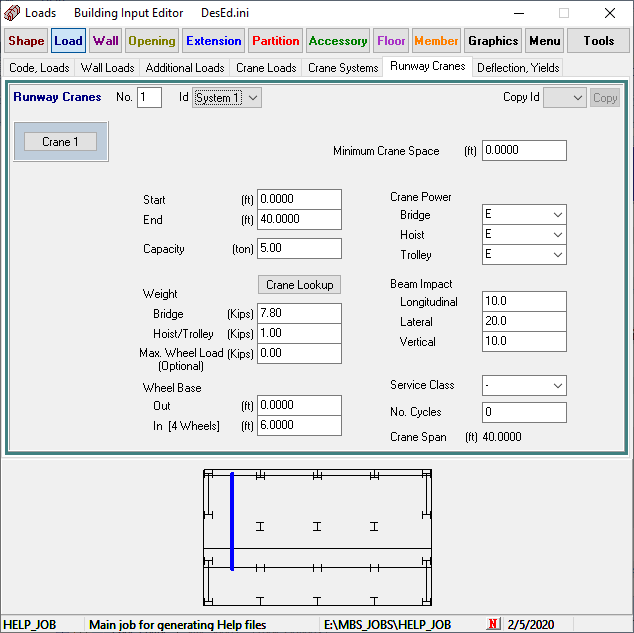 Loads Building Input Editor DesEd.ini
Shape Load Wall Opening Extension Partition Accessory Floor Member Graphics Menu Tools
Code, Loads Wall Loads Additional Loads Crane Loads Crane Systems Runway Cranes Deflection, Yields
Runway Cranes No. 1 Id System 1 Copy Id Copy
Crane 1
Minimum Crane Space (ft) 0.0000
Start (ft) 0.0000
End (ft) 40.0000
Capacity (ton) 5.00
Crane Lookup
Weight
Bridge (Kips) 7.80
Hoist/Trolley (Kips) 1.00
Max. Wheel Load (Kips) 0.00
(Optional)
Wheel Base
Out (ft) 0.0000
In [4 Wheels] (ft) 6.0000
Crane Power
Bridge E
Hoist E
Trolley E
Beam Impact
Longitudinal 10.0
Lateral 20.0
Vertical 10.0
Service Class -
No. Cycles 0
Crane Span (ft) 40.0000
HELP_JOB Main job for generating Help files E:\MBS_JOBS\HELP_JOB N 2/5/2020